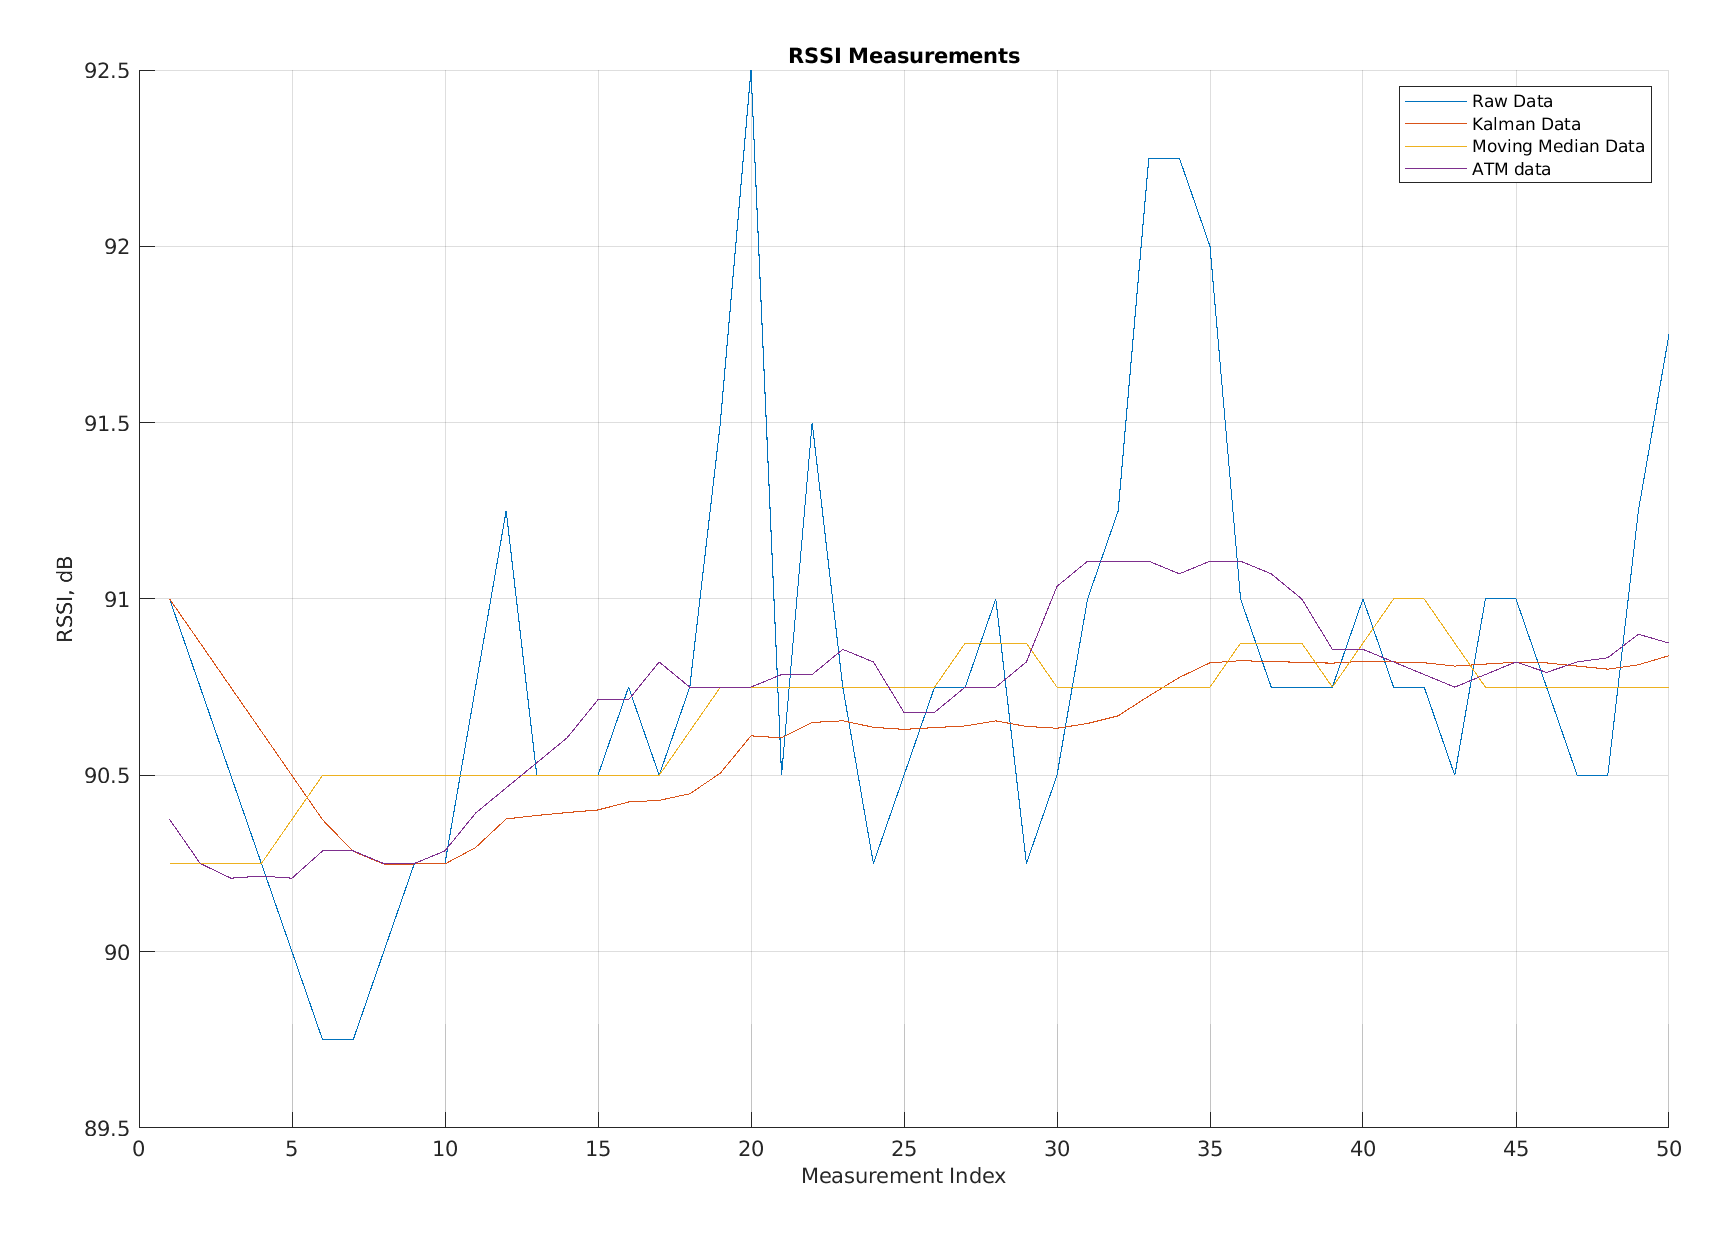 RSSI Measurements
92.5
92
91.5
91
90.5
90
89.5
RSSI, dB
Raw Data
Kalman Data
Moving Median Data
ATM data
0 5 10 15 20 25 30 35 40 45 50
Measurement Index